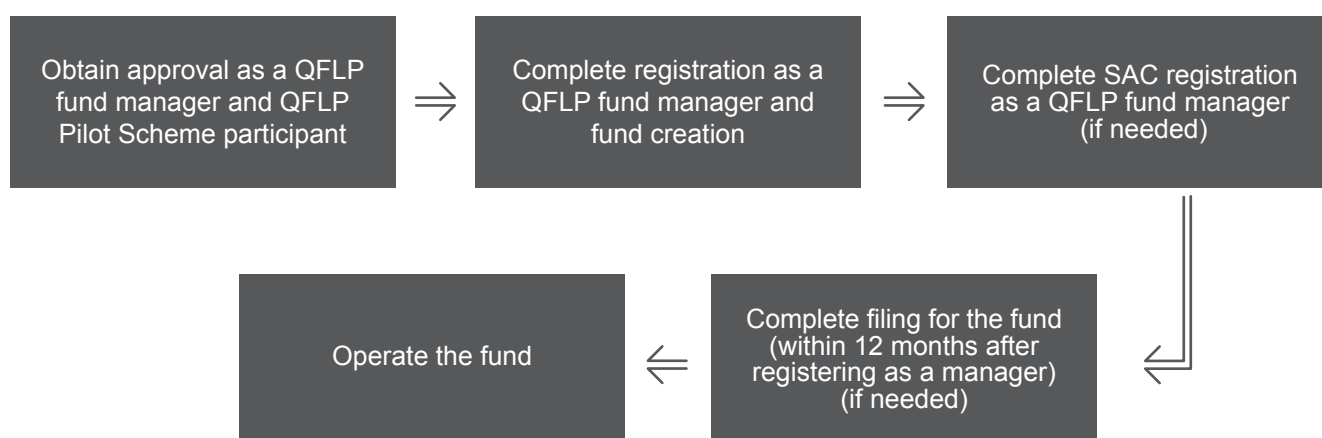 Obtain approval as a QFLP
fund manager and QFLP
Pilot Scheme participant
Complete registration as a
QFLP fund manager and
fund creation
Complete SAC registration
as a QFLP fund manager
(if needed)
Complete filing for the fund
(within 12 months after
registering as a manager)
(if needed)
Operate the fund